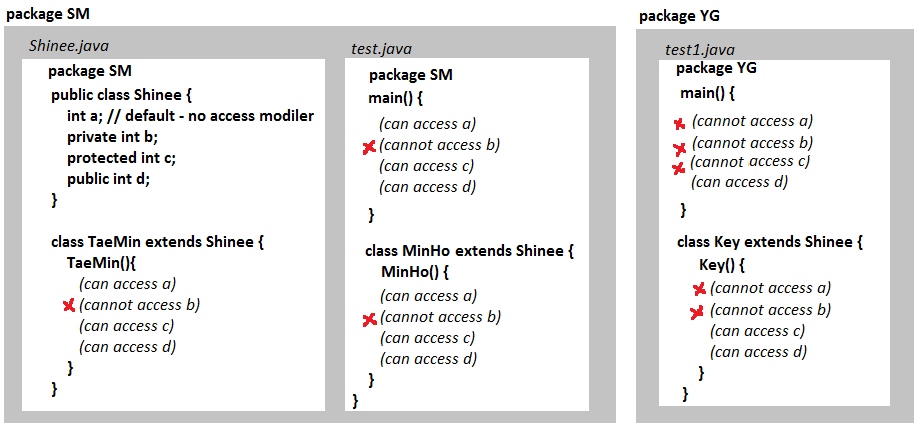 package SM
Shinee.java
package SM
public class Shinee {
int a; // default - no access modiler
private int b;
protected int c;
public int d;
}
class TaeMin extends Shinee {
TaeMin(){
(can access a)
(cannot access b)
(can access c)
(can access d)
}
}
test.java
package SM
main() {
(can access a)
(cannot access b)
(can access c)
(can access d)
}
class MinHo extends Shinee {
MinHo() {
(can access a)
(cannot access b)
(can access c)
(can access d)
}
}
package YG
test1.java
package YG
main() {
(cannot access a)
(cannot access b)
(cannot access c)
(can access d)
}
class Key extends Shinee {
Key() {
(cannot access a)
(cannot access b)
(can access c)
(can access d)
}
}